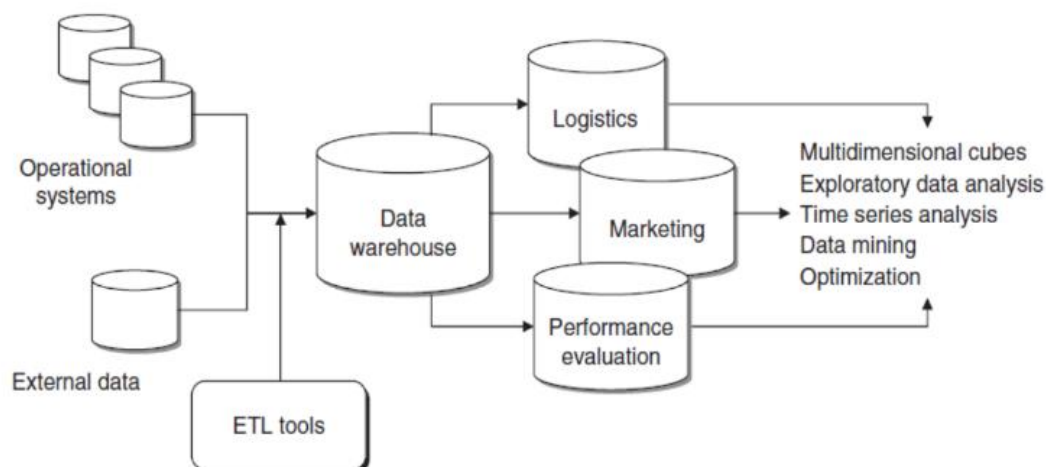 Operational
systems
External data
ETL tools
Data
warehouse
Logistics
Marketing
Performance
evaluation
Multidimensional cubes
Exploratory data analysis
Time series analysis
Data mining
Optimization